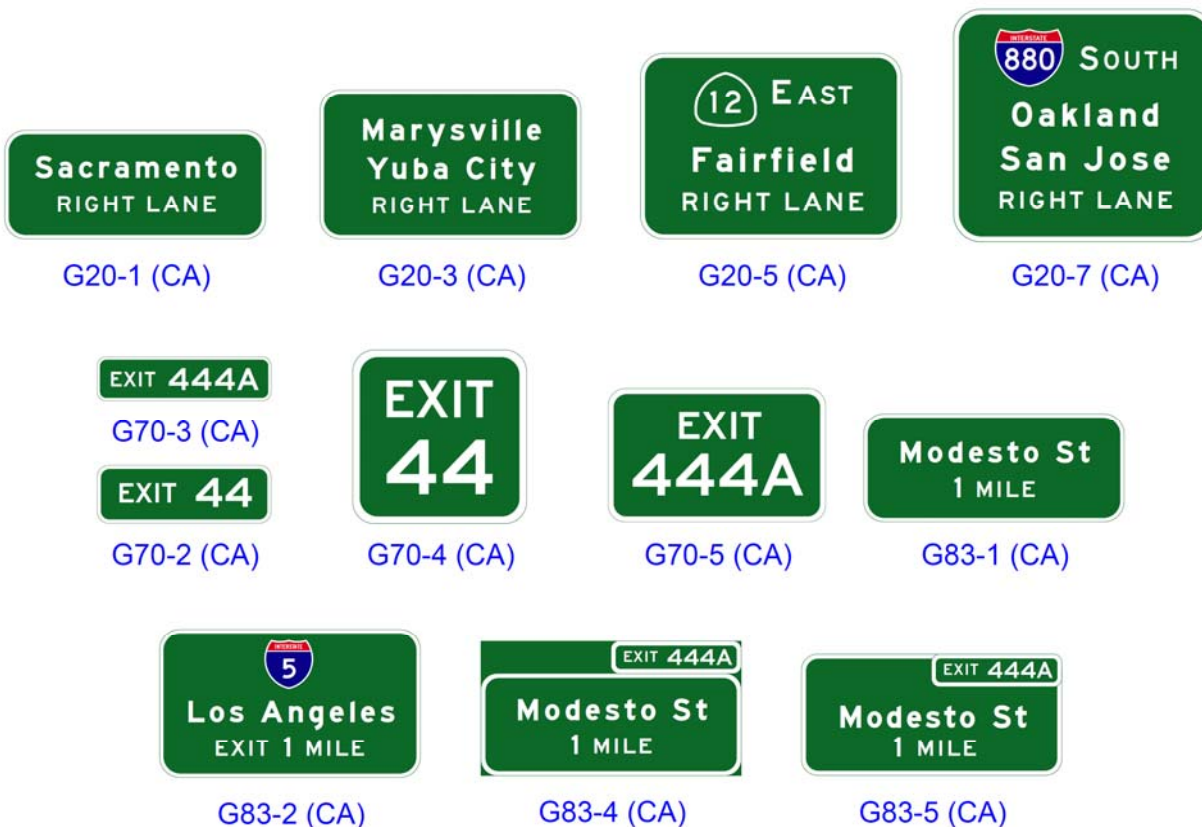 Sacramento
RIGHT LANE
G20-1 (CA)
Marysville
Yuba City
RIGHT LANE
G20-3 (CA)
12 EAST
Fairfield
RIGHT LANE
G20-5 (CA)
INTERSTATE
880 SOUTH
Oakland
San Jose
RIGHT LANE
G20-7 (CA)
EXIT 444A
G70-3 (CA)
EXIT 44
G70-2 (CA)
EXIT
44
G70-4 (CA)
EXIT
444A
G70-5 (CA)
Modesto St
1 MILE
G83-1 (CA)
INTERSTATE
5
Los Angeles
EXIT 1 MILE
G83-2 (CA)
EXIT 444A
Modesto St
1 MILE
G83-4 (CA)
EXIT 444A
Modesto St
1 MILE
G83-5 (CA)